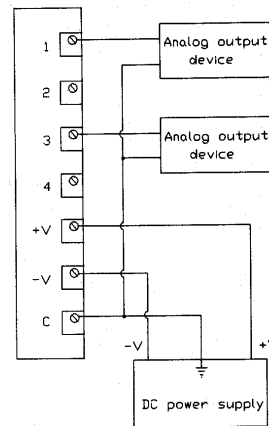 1
Analog output
device
2
3
Analog output
device
4
+V
-V
C
-V
+V
DC power supply